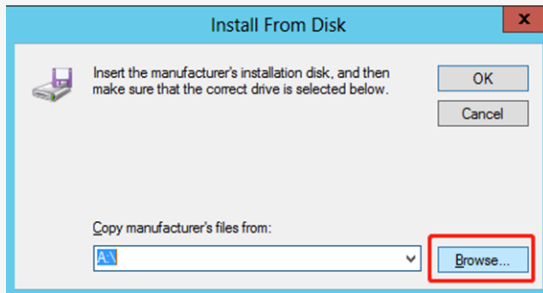 Install From Disk
x
Insert the manufacturer's installation disk, and then
make sure that the correct drive is selected below.
OK
Cancel
Copy manufacturer's files from:
A:\
Browse...